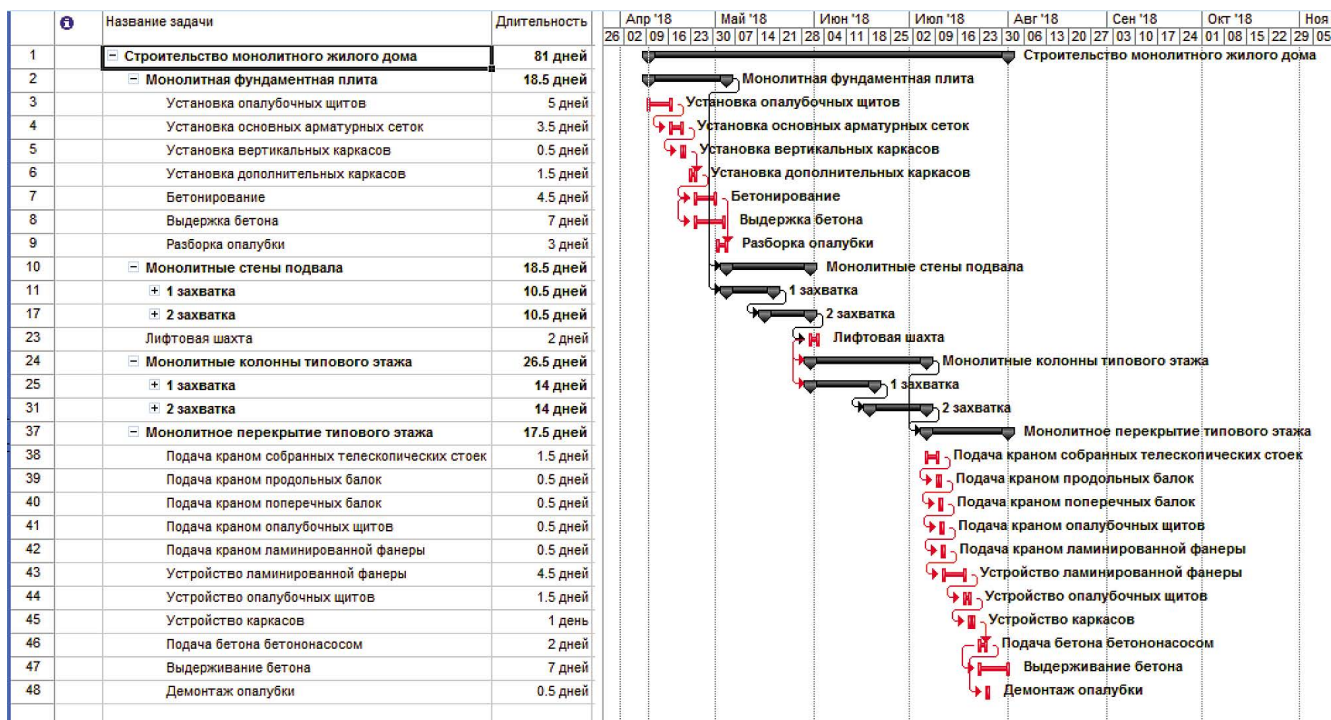 Название задачи Длительность Апр '18 Май '18 Июн '18 Июл '18 Авг '18 Сен '18 Окт '18 Ноя
26 02 09 16 23 30 07 14 21 28 04 11 18 25 02 09 16 23 30 06 13 20 27 03 10 17 24 01 08 15 22 29 05
1 Строительство монолитного жилого дома 81 дней Строительство монолитного жилого дома
2 Монолитная фундаментная плита 18.5 дней Монолитная фундаментная плита
3 Установка опалубочных щитов 5 дней Установка опалубочных щитов
4 Установка основных арматурных сеток 3.5 дней Установка основных арматурных сеток
5 Установка вертикальных каркасов 0.5 дней Установка вертикальных каркасов
6 Установка дополнительных каркасов 1.5 дней Установка дополнительных каркасов
7 Бетонирование 4.5 дней Бетонирование
8 Выдержка бетона 7 дней Выдержка бетона
9 Разборка опалубки 3 дней Разборка опалубки
10 Монолитные стены подвала 18.5 дней Монолитные стены подвала
11 1 захватка 10.5 дней 1 захватка
17 2 захватка 10.5 дней 2 захватка
23 Лифтовая шахта 2 дней Лифтовая шахта
24 Монолитные колонны типового этажа 26.5 дней Монолитные колонны типового этажа
25 1 захватка 14 дней 1 захватка
31 2 захватка 14 дней 2 захватка
37 Монолитное перекрытие типового этажа 17.5 дней Монолитное перекрытие типового этажа
38 Подача краном собранных телескопических стоек 1.5 дней Подача краном собранных телескопических стоек
39 Подача краном продольных балок 0.5 дней Подача краном продольных балок
40 Подача краном поперечных балок 0.5 дней Подача краном поперечных балок
41 Подача краном опалубочных щитов 0.5 дней Подача краном опалубочных щитов
42 Подача краном ламинированной фанеры 0.5 дней Подача краном ламинированной фанеры
43 Устройство ламинированной фанеры 4.5 дней Устройство ламинированной фанеры
44 Устройство опалубочных щитов 1.5 дней Устройство опалубочных щитов
45 Устройство каркасов 1 день Устройство каркасов
46 Подача бетона бетононасосом 2 дней Подача бетона бетононасосом
47 Выдерживание бетона 7 дней Выдерживание бетона
48 Демонтаж опалубки 0.5 дней Демонтаж опалубки